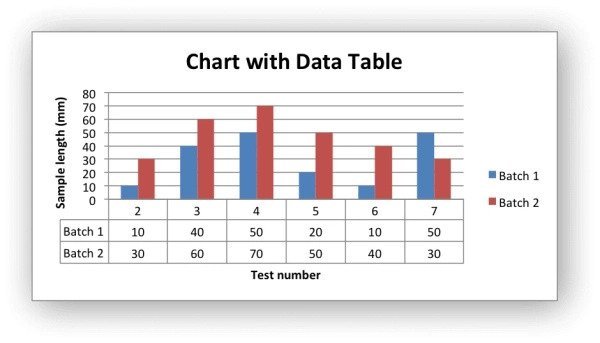 Chart with Data Table
Sample length (mm)
80
70
60
50
40
30
20
10
0
2 3 4 5 6 7
Batch 1 10 40 50 20 10 50
Batch 2 30 60 70 50 40 30
Test number
Batch 1
Batch 2